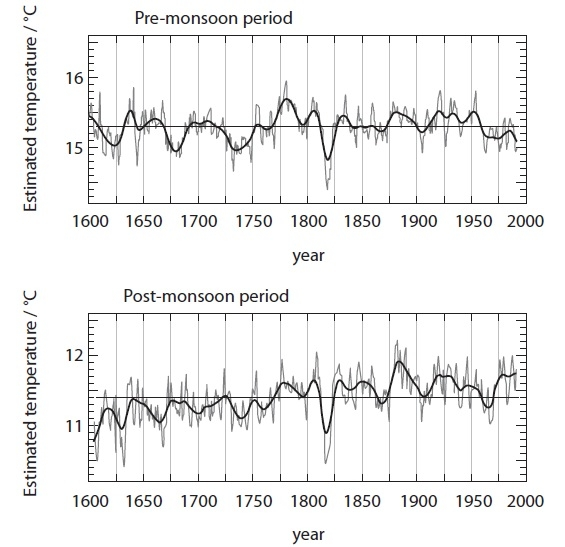 Pre-monsoon period
Estimated temperature / °C
16
15
1600 1650 1700 1750 1800 1850 1900 1950 2000
year
Post-monsoon period
Estimated temperature / °C
12
11
1600 1650 1700 1750 1800 1850 1900 1950 2000
year